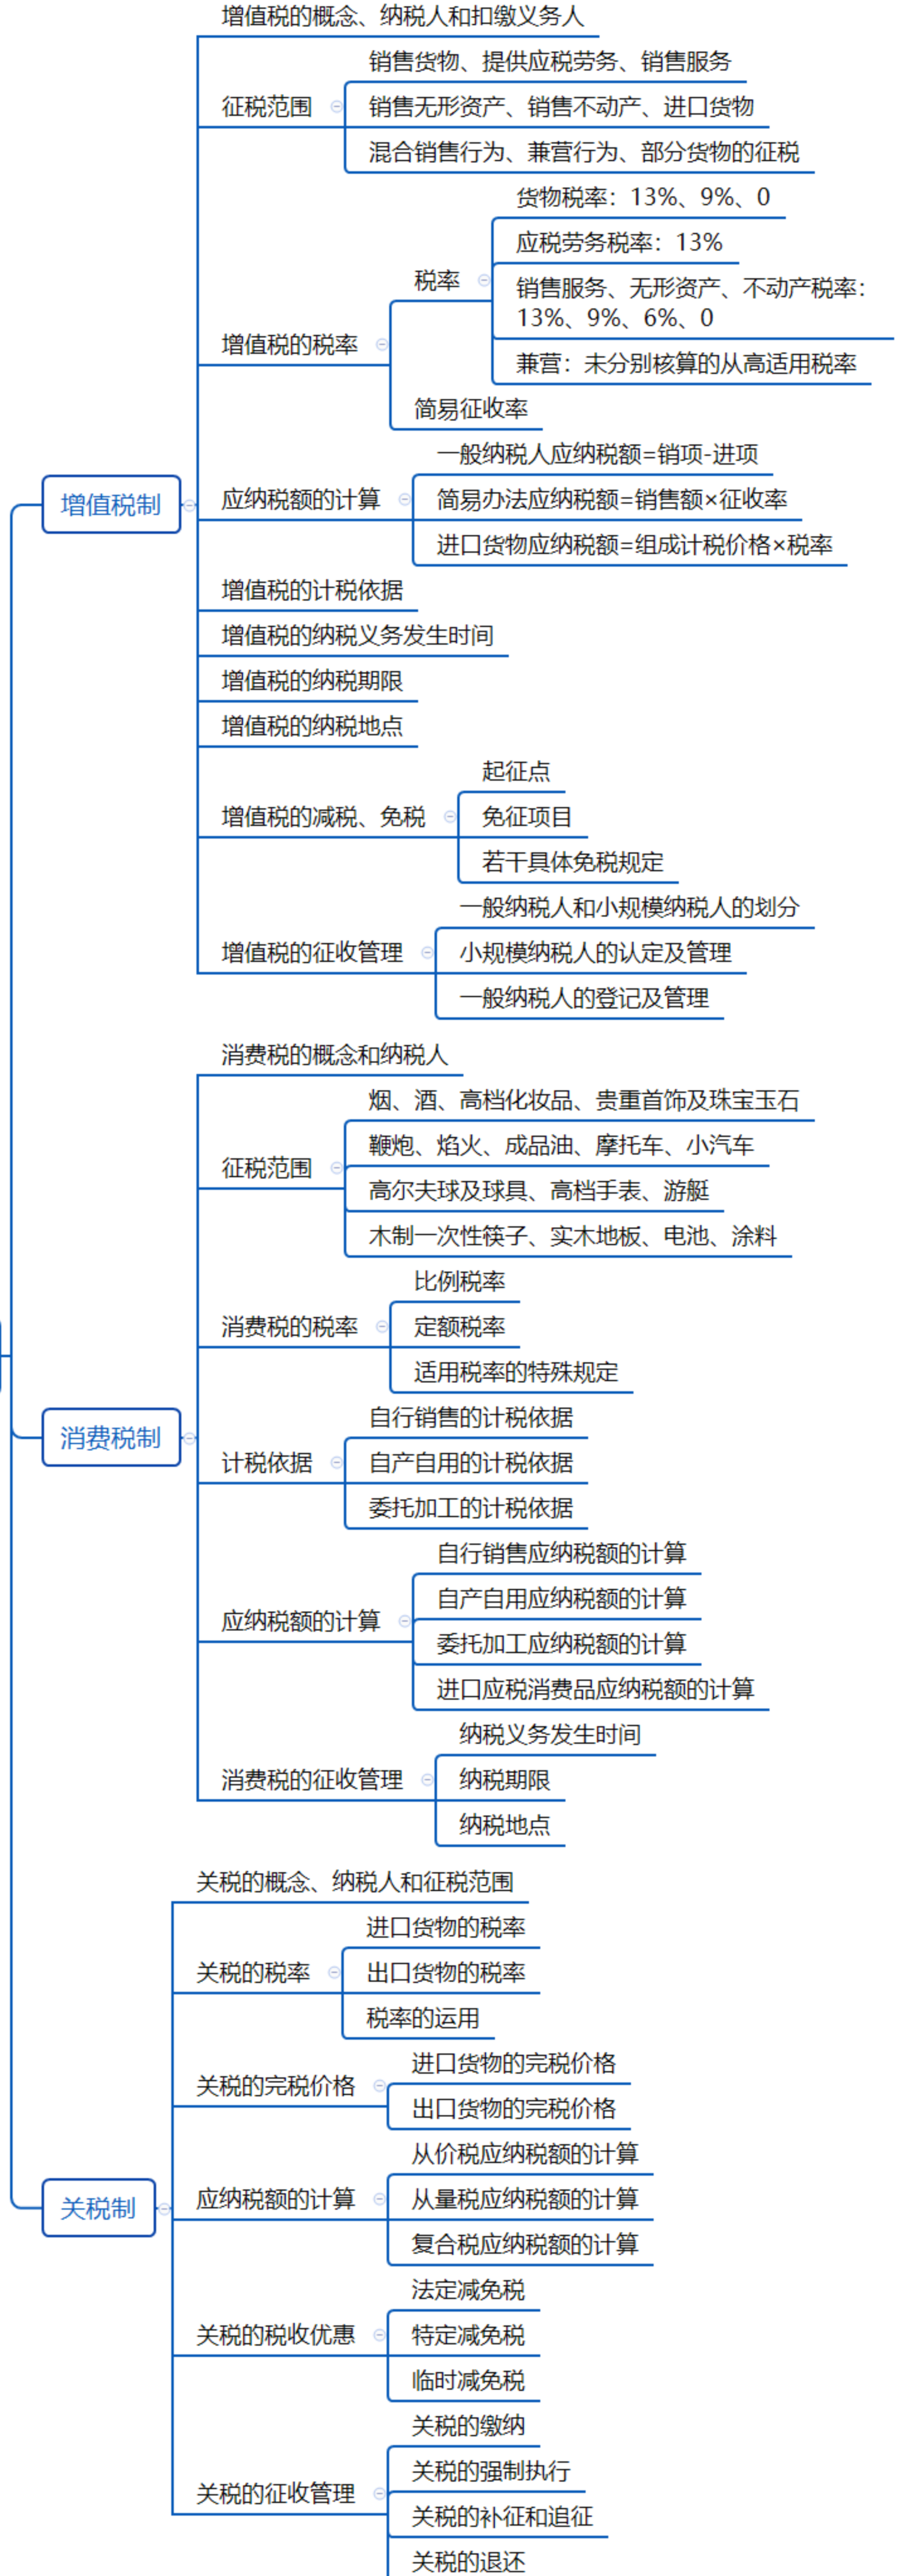 增值税的概念、纳税人和扣缴义务人
销售货物、提供应税劳务、销售服务
征税范围
销售无形资产、销售不动产、进口货物
混合销售行为、兼营行为、部分货物的征税
货物税率：13%、9%、0
应税劳务税率：13%
税率
销售服务、无形资产、不动产税率：
13%、9%、6%、0
增值税的税率
兼营：未分别核算的从高适用税率
简易征收率
一般纳税人应纳税额=销项-进项
增值税制
应纳税额的计算
简易办法应纳税额=销售额×征收率
进口货物应纳税额=组成计税价格×税率
增值税的计税依据
增值税的纳税义务发生时间
增值税的纳税期限
增值税的纳税地点
起征点
增值税的减税、免税
免征项目
若干具体免税规定
一般纳税人和小规模纳税人的划分
增值税的征收管理
小规模纳税人的认定及管理
一般纳税人的登记及管理
消费税的概念和纳税人
烟、酒、高档化妆品、贵重首饰及珠宝玉石
鞭炮、焰火、成品油、摩托车、小汽车
征税范围
高尔夫球及球具、高档手表、游艇
木制一次性筷子、实木地板、电池、涂料
比例税率
消费税的税率
定额税率
适用税率的特殊规定
消费税制
自行销售的计税依据
计税依据
自产自用的计税依据
委托加工的计税依据
自行销售应纳税额的计算
自产自用应纳税额的计算
应纳税额的计算
委托加工应纳税额的计算
进口应税消费品应纳税额的计算
纳税义务发生时间
消费税的征收管理
纳税期限
纳税地点
关税的概念、纳税人和征税范围
进口货物的税率
关税的税率
出口货物的税率
税率的运用
进口货物的完税价格
关税的完税价格
出口货物的完税价格
从价税应纳税额的计算
关税制
应纳税额的计算
从量税应纳税额的计算
复合税应纳税额的计算
法定减免税
关税的税收优惠
特定减免税
临时减免税
关税的缴纳
关税的强制执行
关税的征收管理
关税的补征和追征
关税的退还